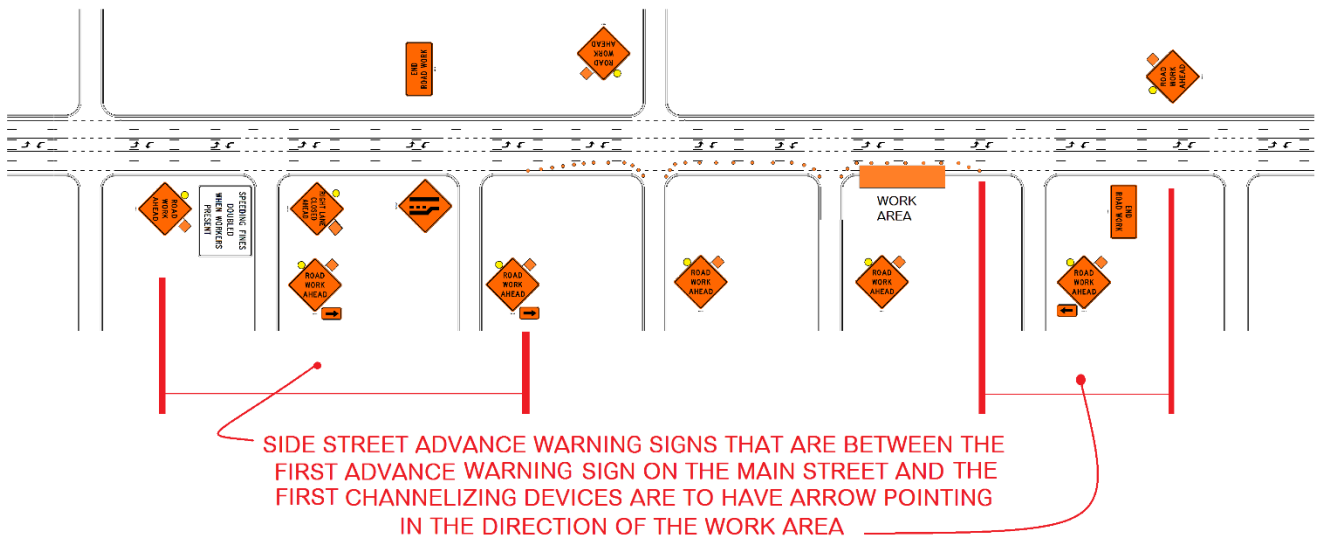 END
ROAD WORK
ROAD
WORK
AHEAD
ROAD
WORK
AHEAD
ROAD
WORK
AHEAD
SPEEDING FINES
DOUBLED
WHEN WORKERS
PRESENT
RIGHT LANE
CLOSED
AHEAD
WORK
AREA
END
ROAD WORK
ROAD
WORK
AHEAD
ROAD
WORK
AHEAD
ROAD
WORK
AHEAD
ROAD
WORK
AHEAD
ROAD
WORK
AHEAD
SIDE STREET ADVANCE WARNING SIGNS THAT ARE BETWEEN THE
FIRST ADVANCE WARNING SIGN ON THE MAIN STREET AND THE
FIRST CHANNELIZING DEVICES ARE TO HAVE ARROW POINTING
IN THE DIRECTION OF THE WORK AREA